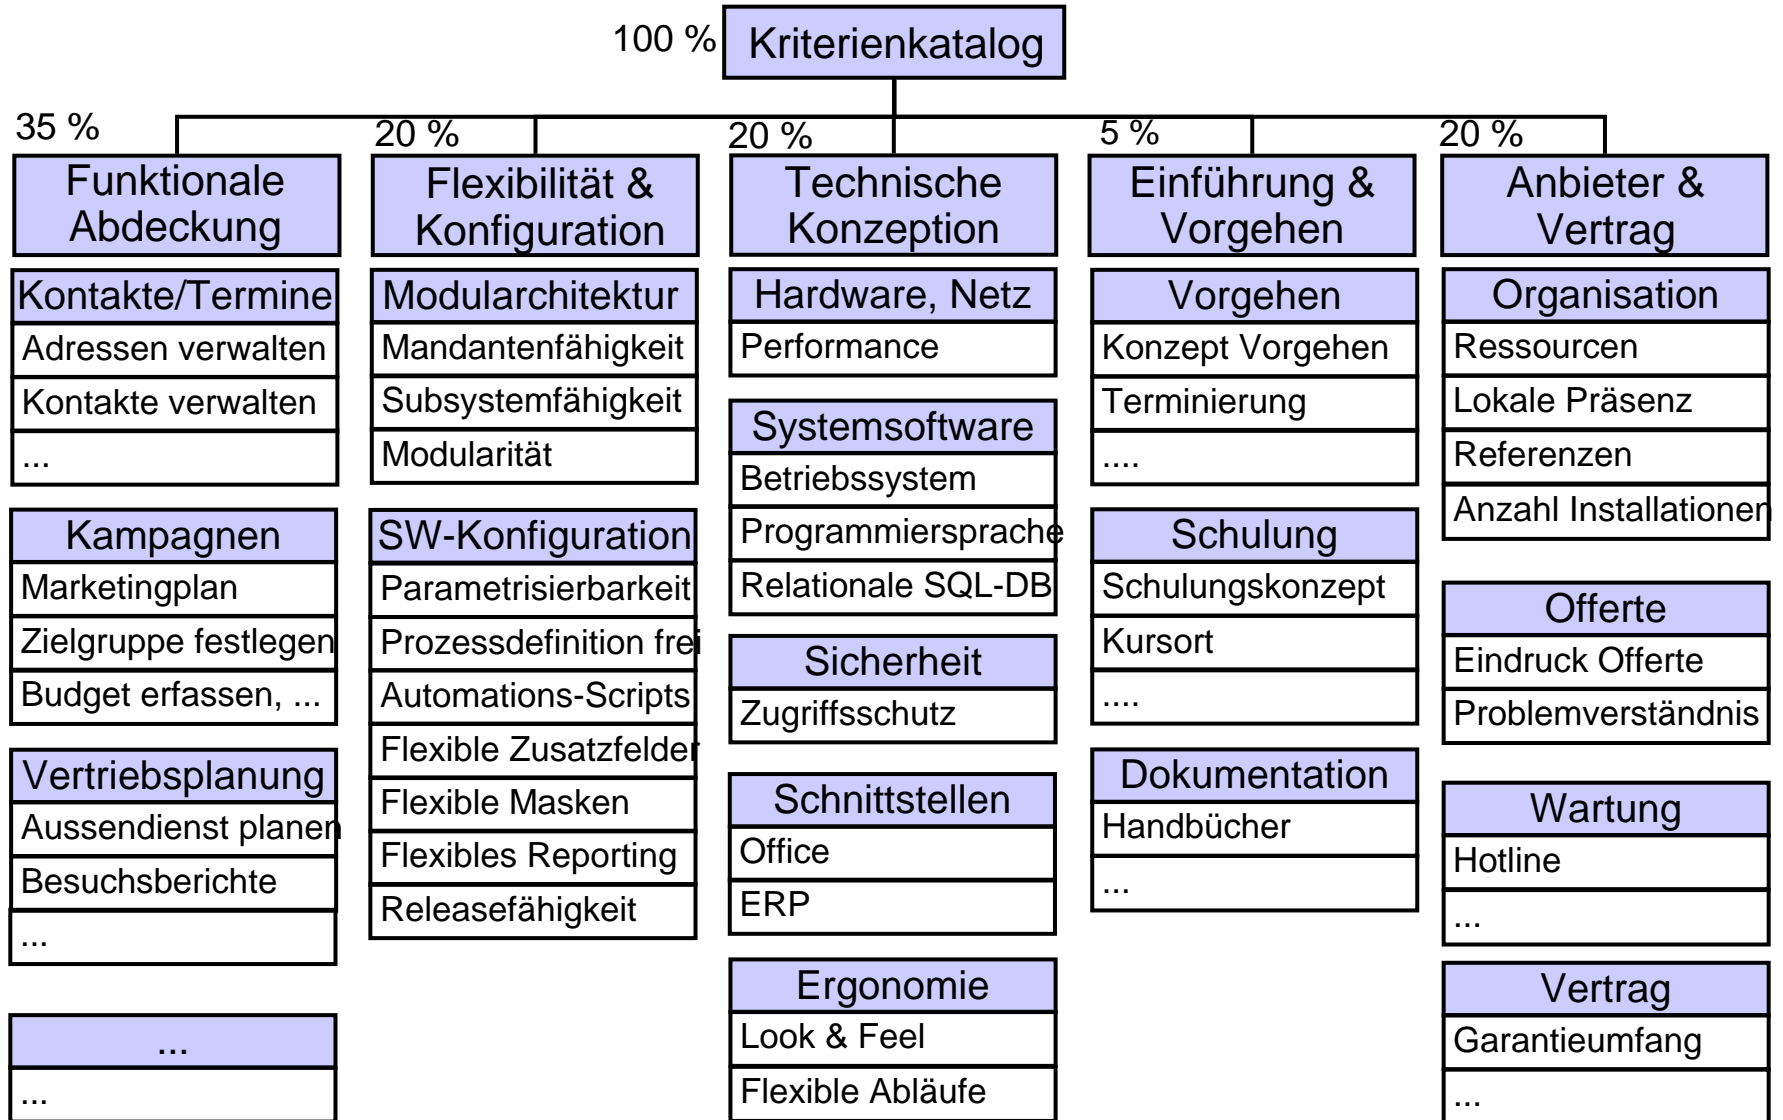 100 %
Kriterienkatalog
35 %
Funktionale
Abdeckung
Kontakte/Termine
Adressen verwalten
Kontakte verwalten
...
Kampagnen
Marketingplan
Zielgruppe festlegen
Budget erfassen, ...
Vertriebsplanung
Aussendienst planen
Besuchsberichte
...
...
...
20 %
Flexibilität &
Konfiguration
Modularchitektur
Mandantenfähigkeit
Subsystemfähigkeit
Modularität
SW-Konfiguration
Parametrisierbarkeit
Prozessdefinition frei
Automations-Scripts
Flexible Zusatzfelder
Flexible Masken
Flexibles Reporting
Releasefähigkeit
20 %
Technische
Konzeption
Hardware, Netz
Performance
Systemsoftware
Betriebssystem
Programmiersprache
Relationale SQL-DB
Sicherheit
Zugriffsschutz
Schnittstellen
Office
ERP
Ergonomie
Look & Feel
Flexible Abläufe
5 %
Einführung &
Vorgehen
Vorgehen
Konzept Vorgehen
Terminierung
....
Schulung
Schulungskonzept
Kursort
....
Dokumentation
Handbücher
...
20 %
Anbieter &
Vertrag
Organisation
Ressourcen
Lokale Präsenz
Referenzen
Anzahl Installationen
Offerte
Eindruck Offerte
Problemverständnis
Wartung
Hotline
...
Vertrag
Garantieumfang
...